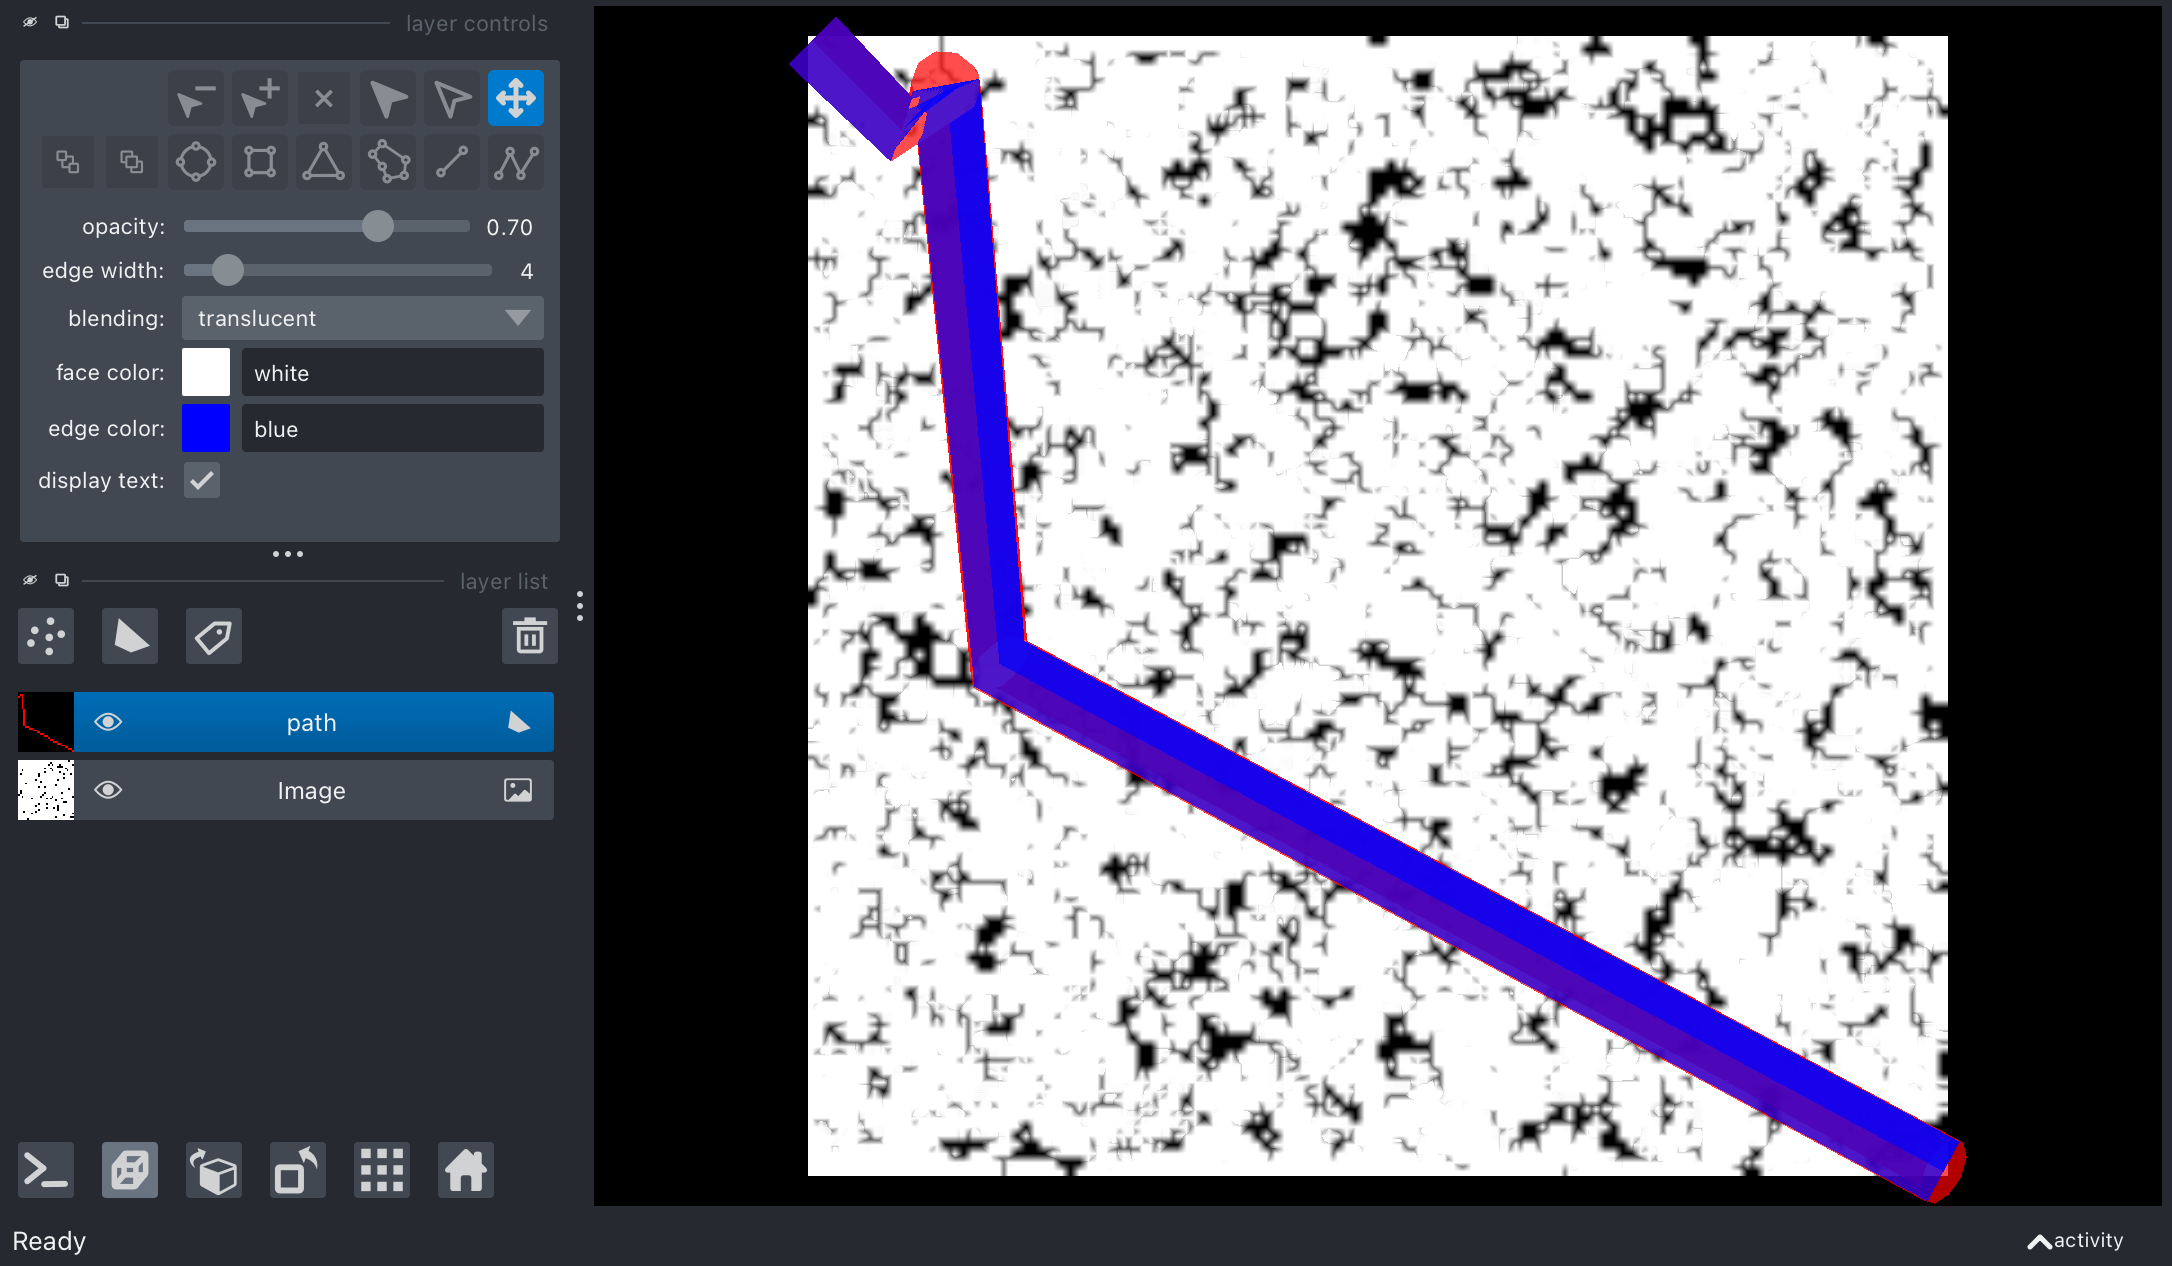 layer controls
opacity: 0.70
edge width: 4
blending: translucent
face color: white
edge color: blue
display text:
layer list
path
Image
Ready
activity